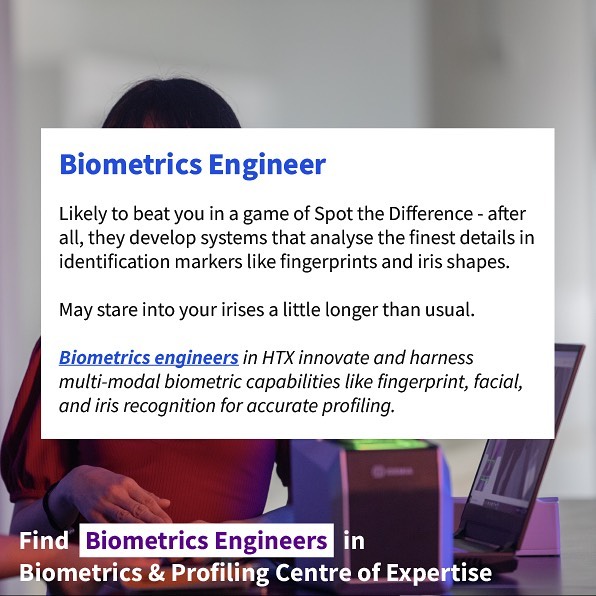 Biometrics Engineer
Likely to beat you in a game of Spot the Difference - after
all, they develop systems that analyse the finest details in
identification markers like fingerprints and iris shapes.
May stare into your irises a little longer than usual.
Biometrics engineers in HTX innovate and harness
multi-modal biometric capabilities like fingerprint, facial,
and iris recognition for accurate profiling.
Find Biometrics Engineers in
Biometrics & Profiling Centre of Expertise